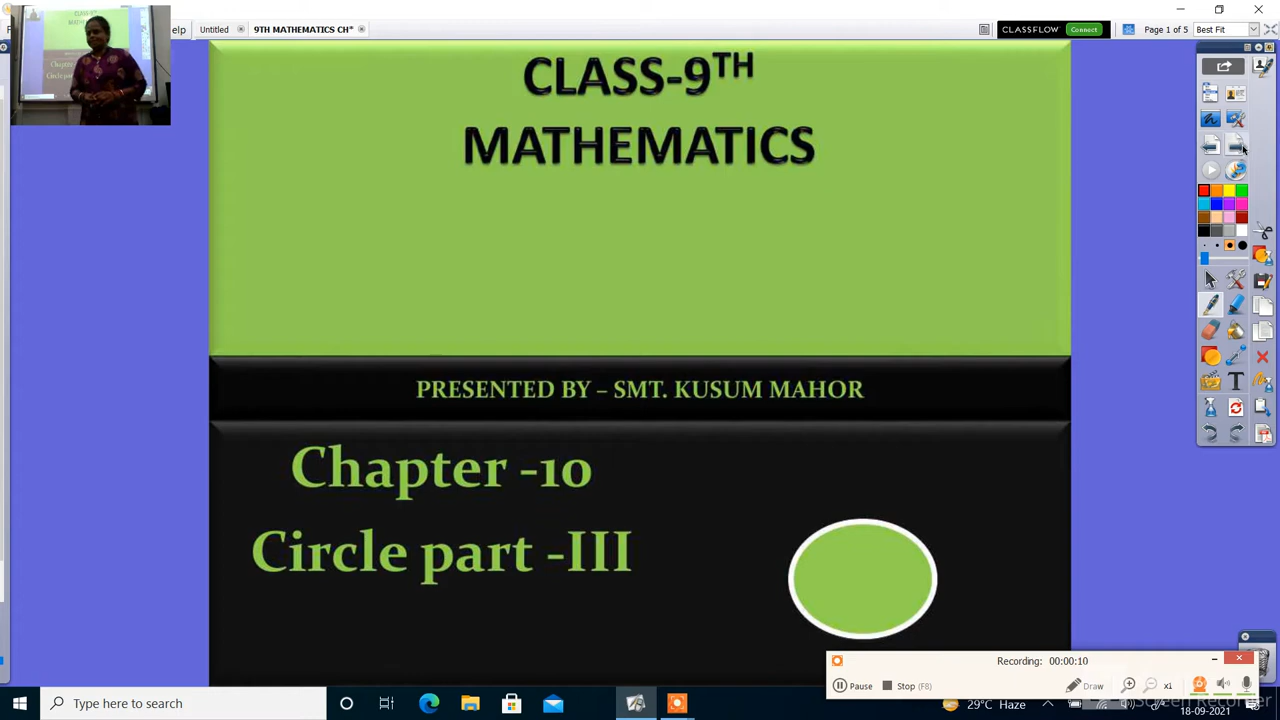 help
Untitled
9TH MATHEMATICS CH*
CLASSFLOW
Connect
Page 1 of 5
Best Fit
CLASS-9TH
MATHEMATICS
PRESENTED BY – SMT. KUSUM MAHOR
Chapter -10
Circle part -III
Recording: 00:00:10
Pause
Stop (F8)
Draw
x1
Type here to search
29°C Haze
18-09-2021